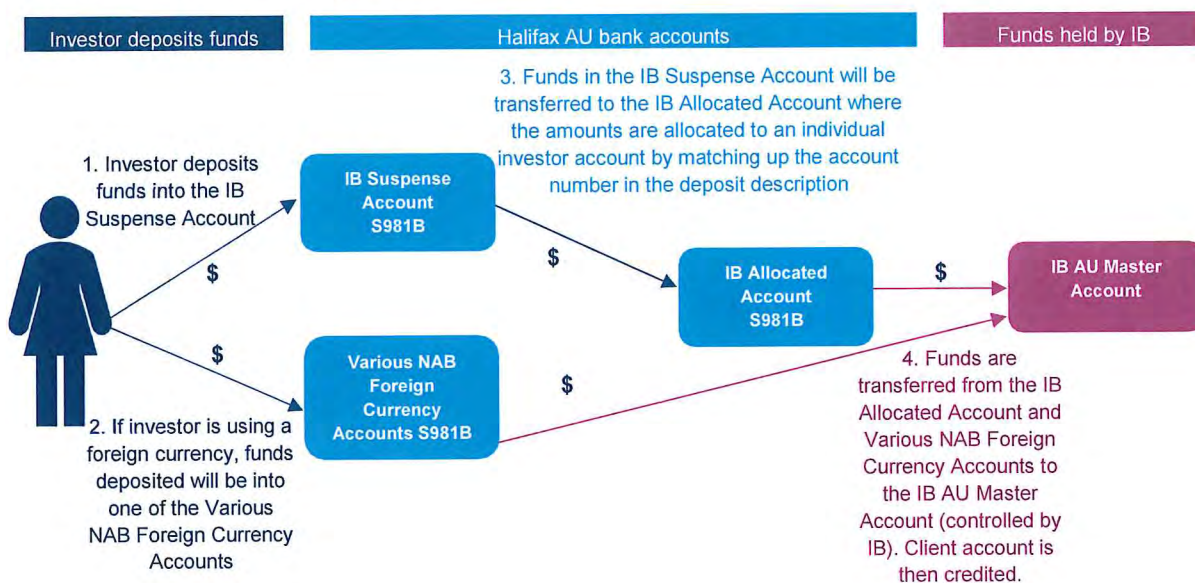 Investor deposits funds
Halifax AU bank accounts
Funds held by IB
3. Funds in the IB Suspense Account will be
transferred to the IB Allocated Account where
the amounts are allocated to an individual
investor account by matching up the account
number in the deposit description
1. Investor deposits
funds into the IB
Suspense Account
IB Suspense
Account
S981B
$
$
IB Allocated
Account
S981B
$
IB AU Master
Account
$
Various NAB
Foreign
Currency
Accounts S981B
$
2. If investor is using a
foreign currency, funds
deposited will be into
one of the Various
NAB Foreign Currency
Accounts
4. Funds are
transferred from the IB
Allocated Account and
Various NAB Foreign
Currency Accounts to
the IB AU Master
Account (controlled by
IB). Client account is
then credited.